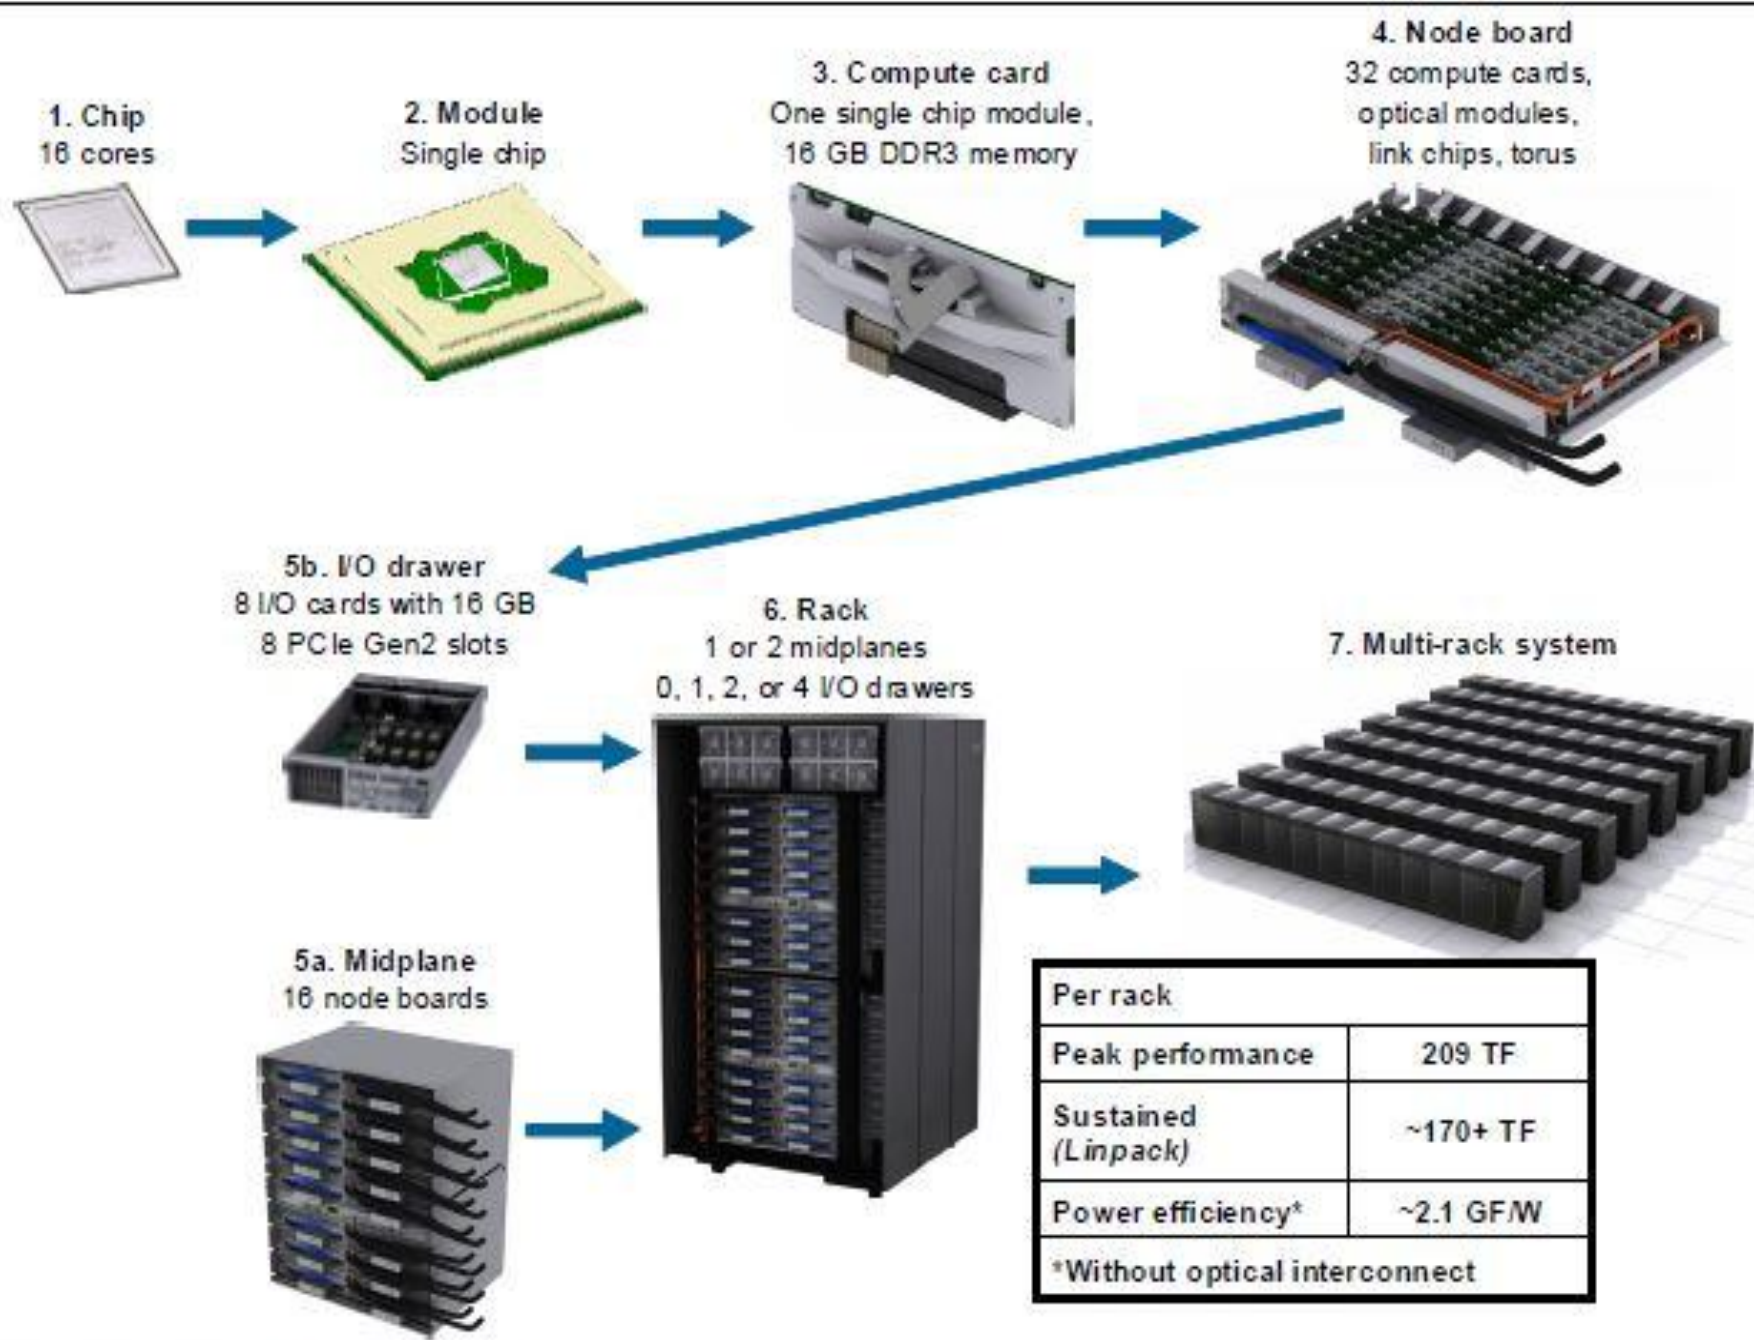 1. Chip
16 cores
2. Module
Single chip
3. Compute card
One single chip module,
16 GB DDR3 memory
4. Node board
32 compute cards,
optical modules,
link chips, torus
5b. I/O drawer
8 I/O cards with 16 GB
8 PCIe Gen2 slots
6. Rack
1 or 2 midplanes
0, 1, 2, or 4 I/O drawers
7. Multi-rack system
5a. Midplane
16 node boards
Per rack
Peak performance 209 TF
Sustained
(Linpack) ~170+ TF
Power efficiency* ~2.1 GF/W
*Without optical interconnect